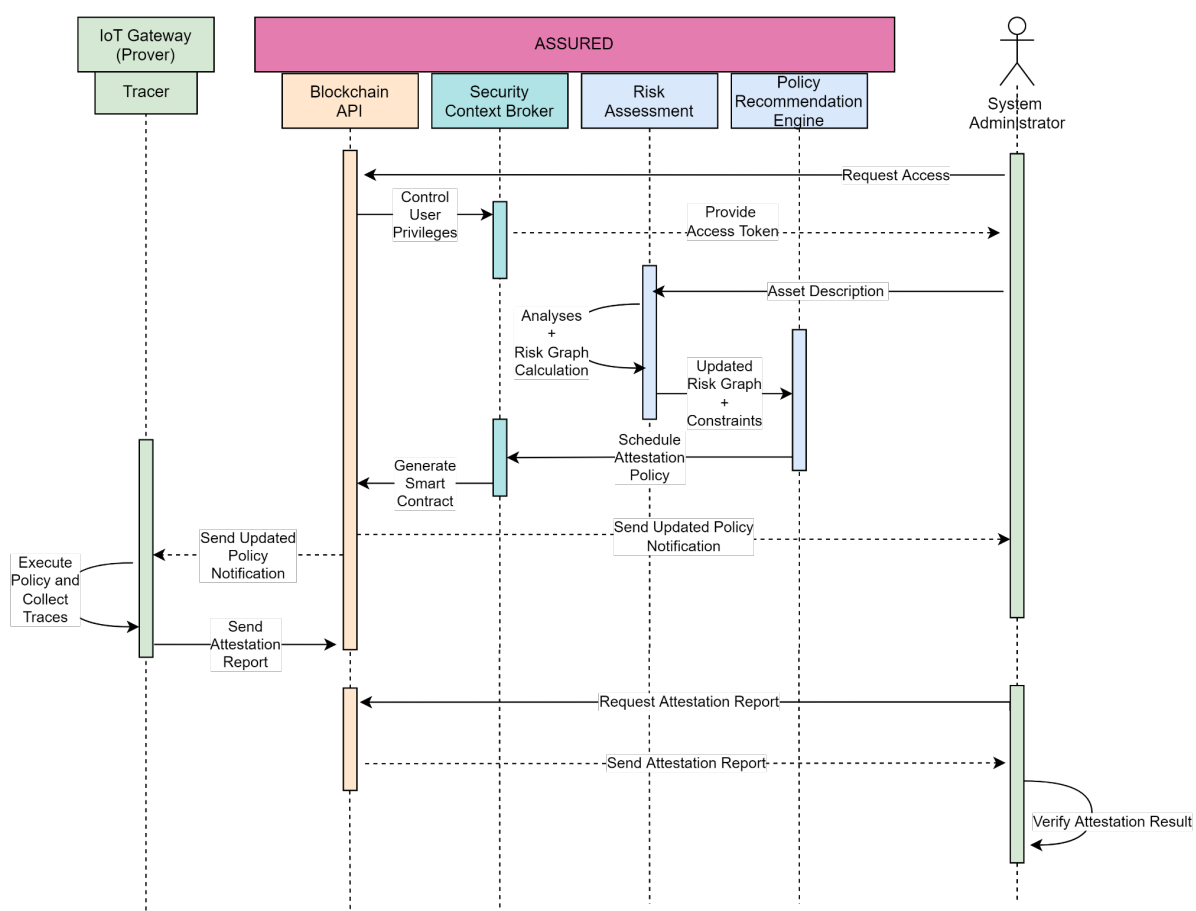 IoT Gateway
(Prover)
ASSURED
Tracer
Blockchain
API
Security
Context Broker
Risk
Assessment
Policy
Recommendation
Engine
System
Administrator
Request Access
Control
User
Privileges
Provide
Access Token
Asset Description
Analyses
+
Risk Graph
Calculation
Updated
Risk Graph
+
Constraints
Schedule
Attestation
Policy
Generate
Smart
Contract
Send Updated Policy
Notification
Send Updated
Policy
Notification
Execute
Policy and
Collect
Traces
Send
Attestation
Report
Request Attestation Report
Send Attestation Report
Verify Attestation Result